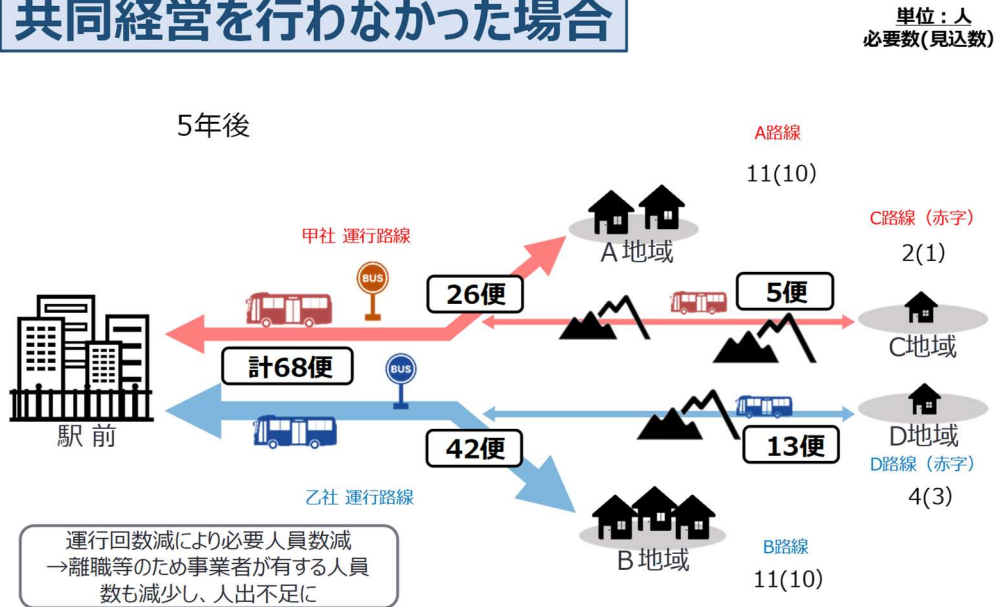 共同経営を行わなかった場合
単位：人
必要数(見込数)
5年後
A路線
11(10)
C路線（赤字）
2(1)
甲社 運行路線
A地域
BUS
26便
5便
C地域
計68便
BUS
駅前
42便
13便
D地域
D路線（赤字）
4(3)
乙社 運行路線
B地域
B路線
11(10)
運行回数減により必要人員数減
→離職等のため事業者が有する人員
数も減少し、人出不足に